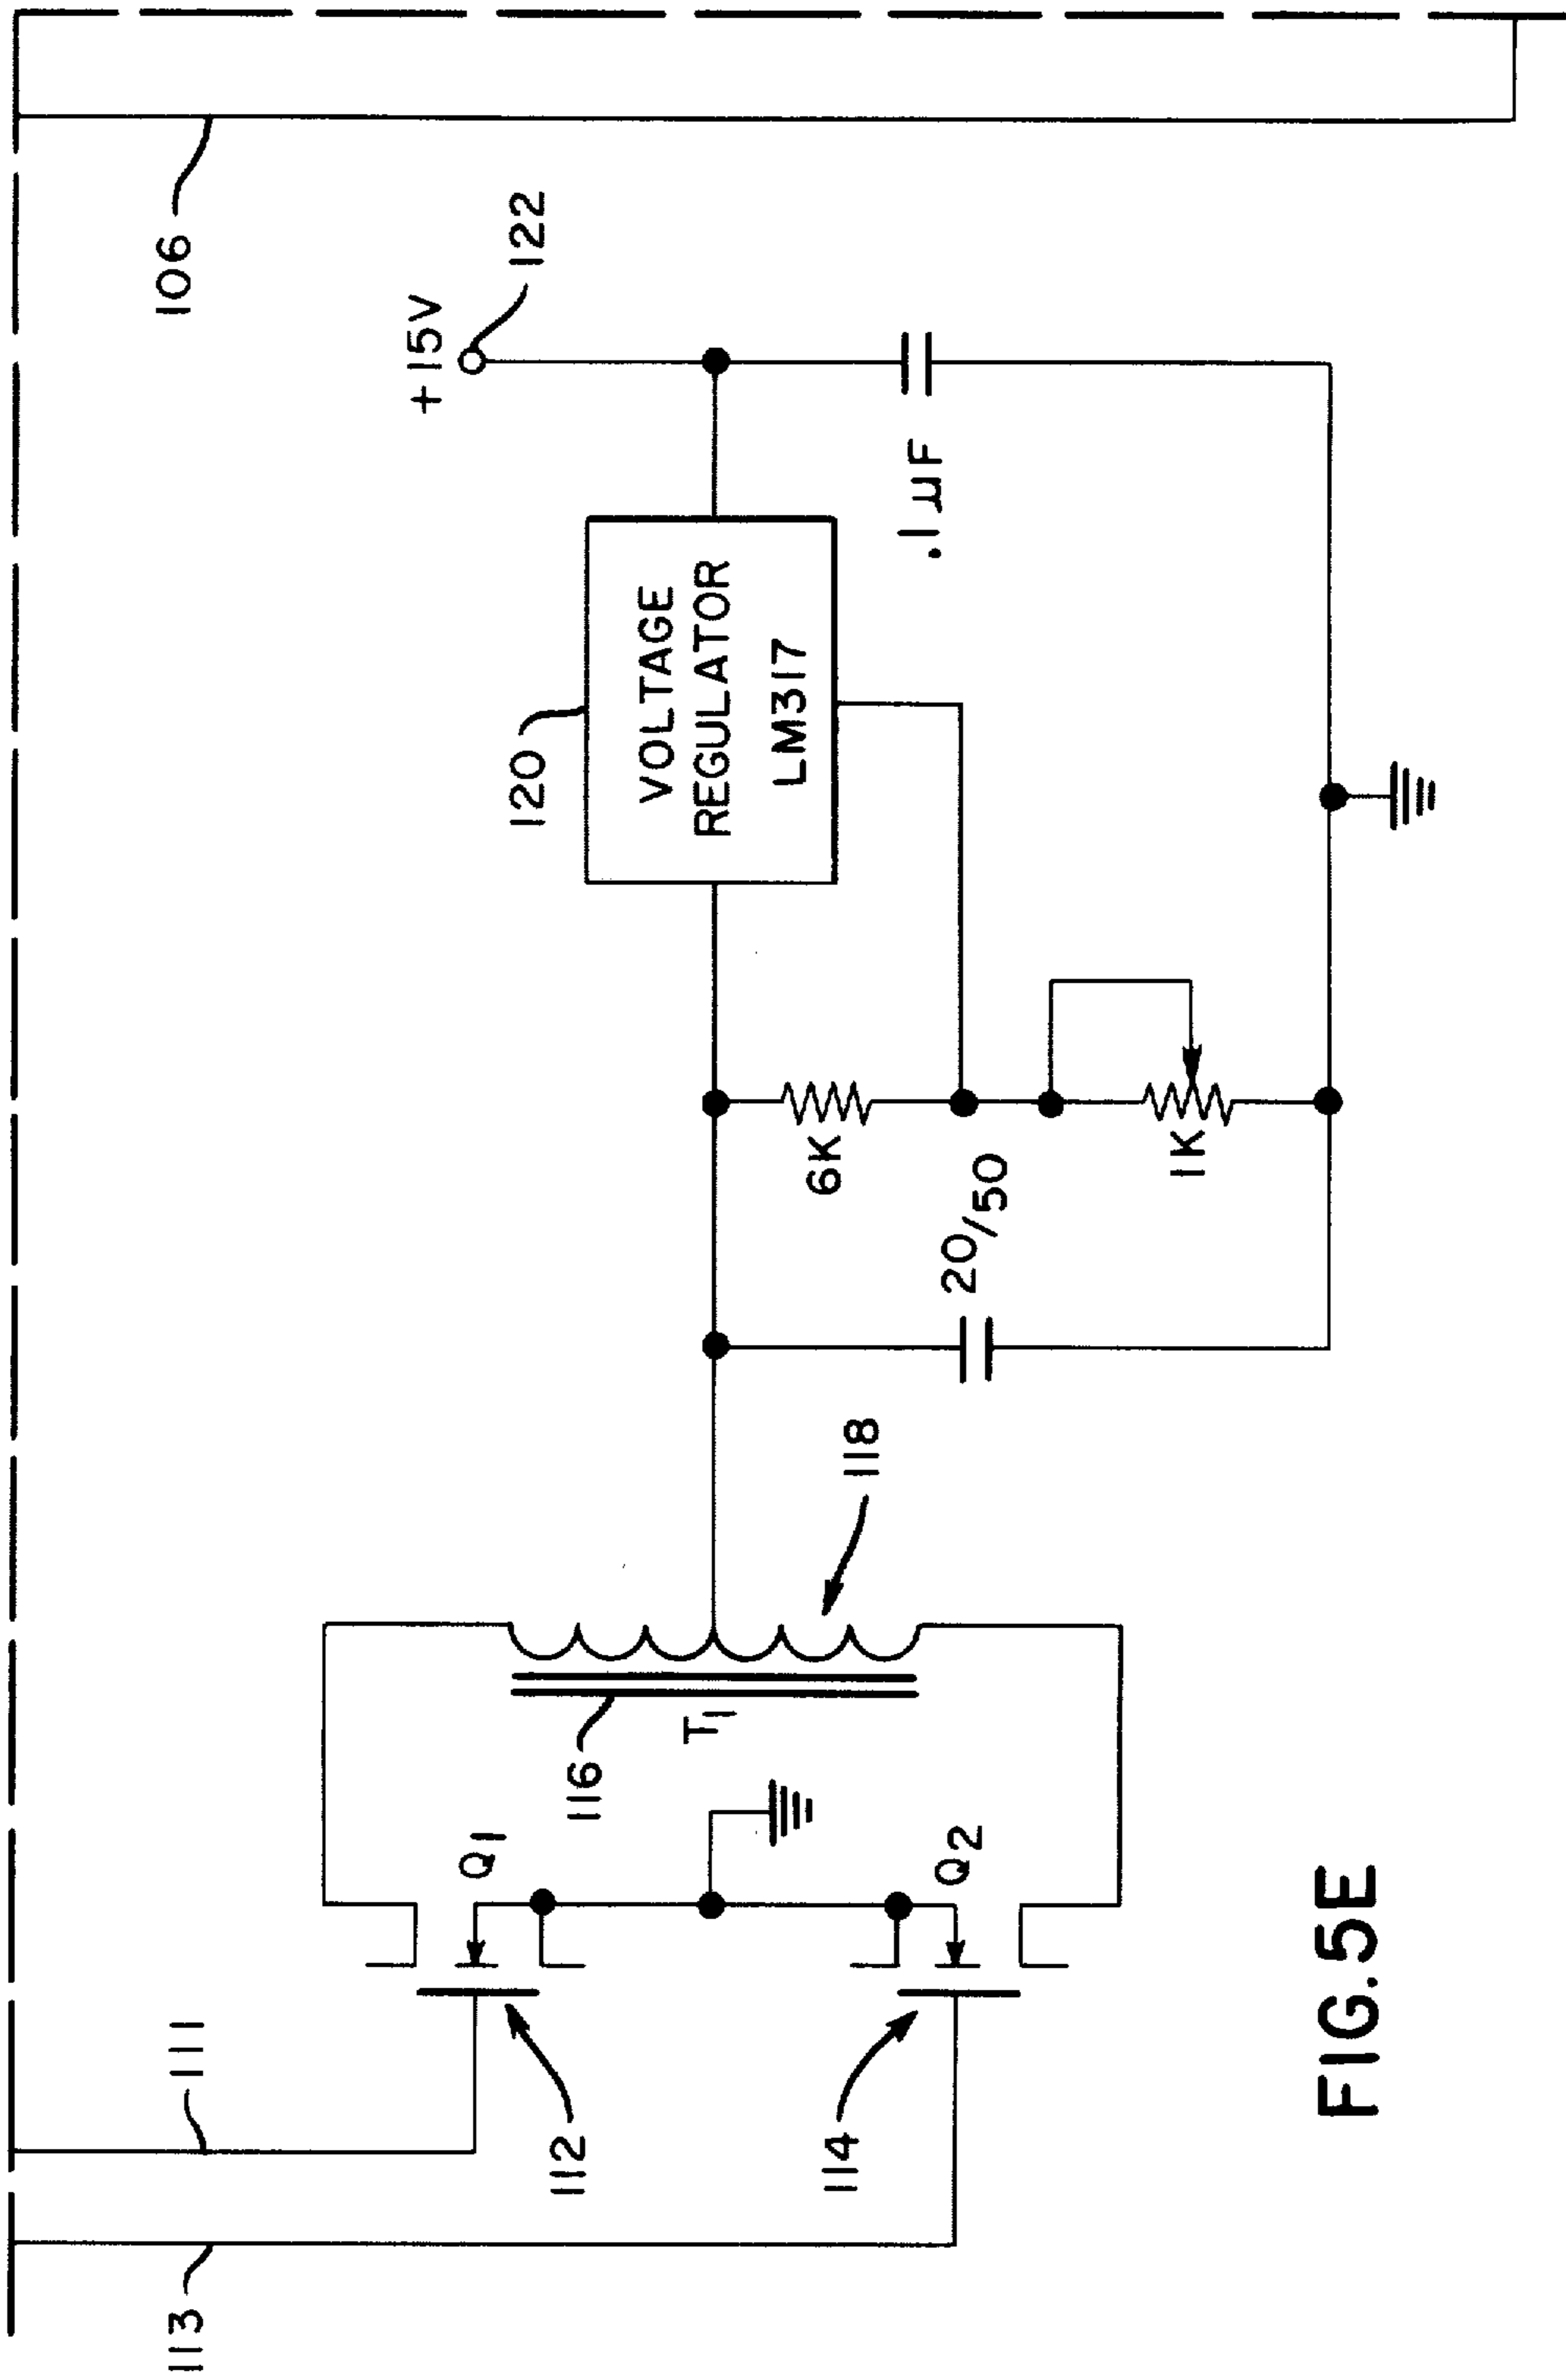 106
+15V
122
120
VOLTAGE
REGULATOR
LM317
.1µF
6K
20/50
1K
118
116
T1
Q1
Q2
111
112
114
113
FIG.5E